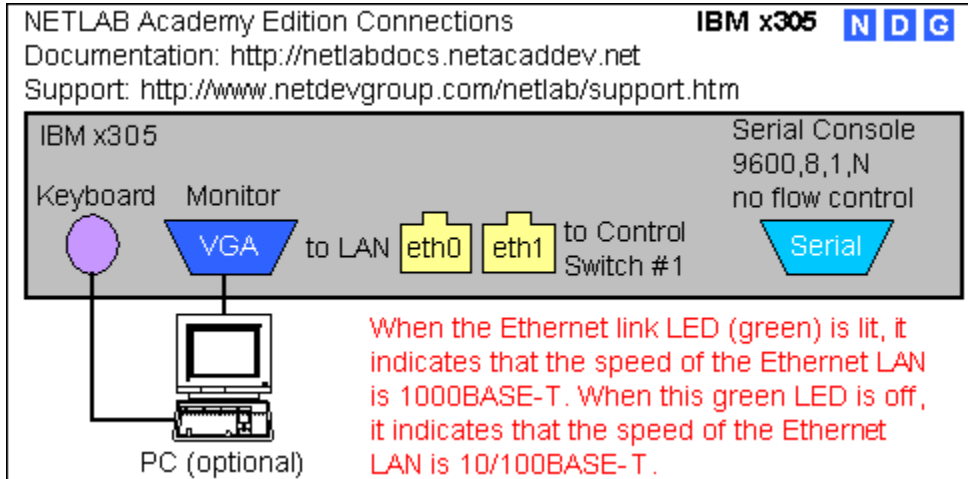 NETLAB Academy Edition Connections
IBM x305
N D G
Documentation: http://netlabdocs.netacaddev.net
Support: http://www.netdevgroup.com/netlab/support.htm
IBM x305
Serial Console
9600,8,1,N
no flow control
Keyboard
Monitor
VGA
to LAN
eth0
eth1
to Control
Switch #1
Serial
When the Ethernet link LED (green) is lit, it
indicates that the speed of the Ethernet LAN
is 1000BASE-T. When this green LED is off,
it indicates that the speed of the Ethernet
LAN is 10/100BASE-T.
PC (optional)